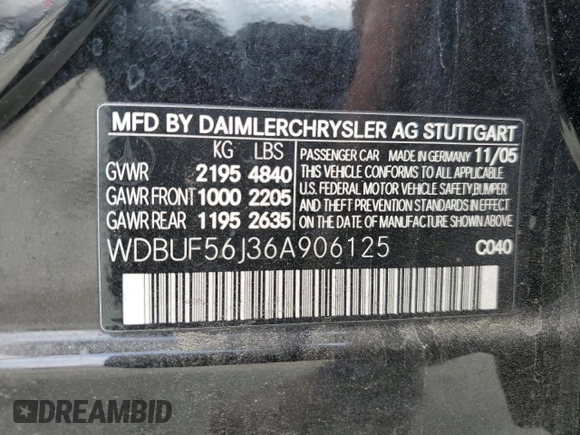 MFD BY DAIMLERCHRYSLER AG STUTTGART
KG LBS
GVWR 2195 4840
GAWR FRONT 1000 2205
GAWR REAR 1195 2635
PASSENGER CAR MADE IN GERMANY 11/05
THIS VEHICLE CONFORMS TO ALL APPLICABLE
U.S. FEDERAL MOTOR VEHICLE SAFETY, BUMPER
AND THEFT PREVENTION STANDARDS IN EFFECT
ON THE DATE OF MANUFACTURE SHOWN ABOVE.
WDBUF56J36A906125 C040
DREAMBID